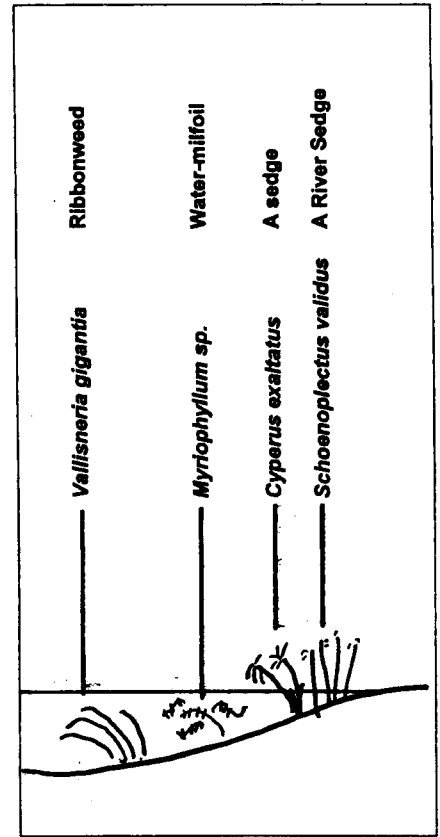 Vallisneria gigantia Ribbonweed
Myriophyllum sp. Water-milfoil
Cyperus exaltatus A sedge
Schoenoplectus validus A River Sedge